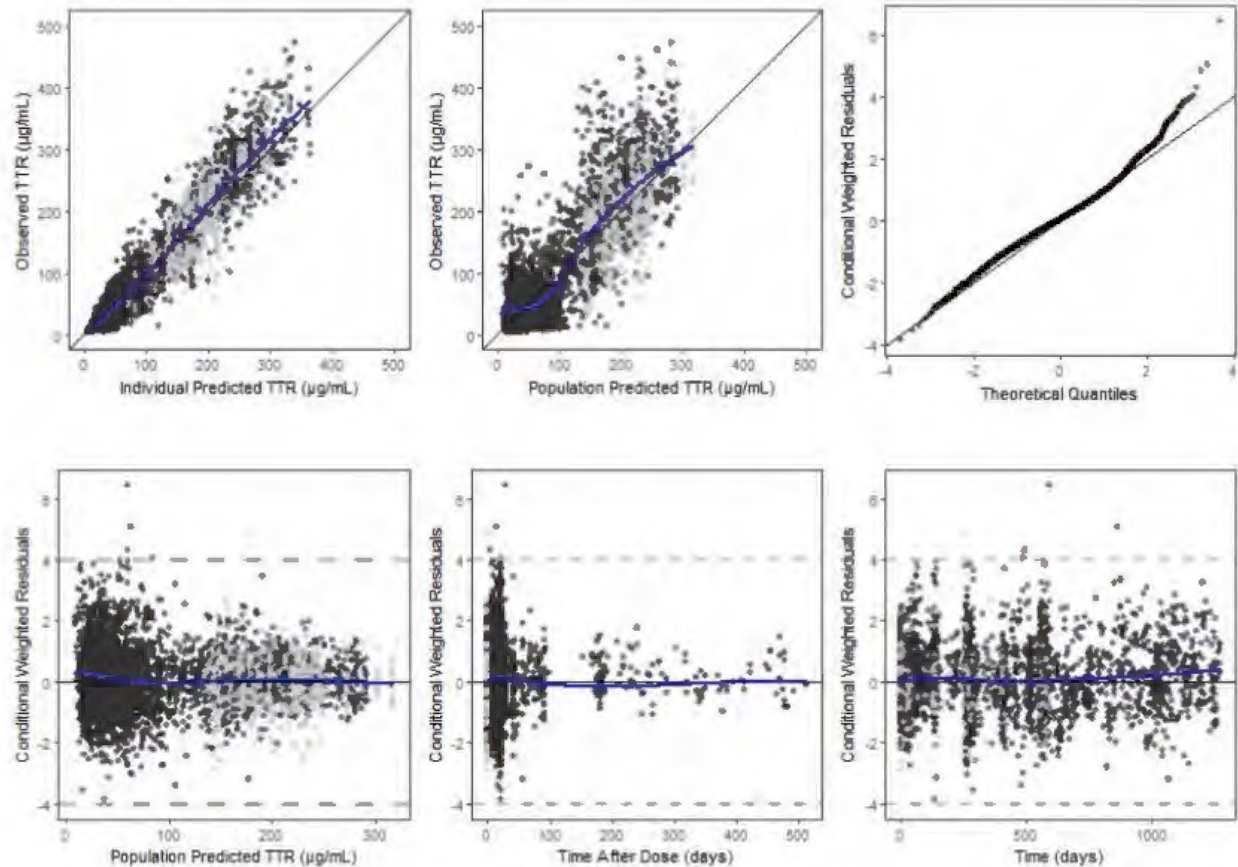 500
400
300
200
100
0
Observed TTR (µg/mL)
0 100 200 300 400 500
Individual Predicted TTR (µg/mL)
500
400
300
200
100
0
Observed TTR (µg/mL)
0 100 200 300 400 500
Population Predicted TTR (µg/mL)
6
4
2
0
-2
-4
Conditional Weighted Residuals
-4 -2 0 2 4
Theoretical Quantiles
6
4
2
0
-2
-4
Conditional Weighted Residuals
0 100 200 300
Population Predicted TTR (µg/mL)
6
4
2
0
-2
-4
Conditional Weighted Residuals
0 100 200 300 400 500
Time After Dose (days)
6
4
2
0
-2
-4
Conditional Weighted Residuals
0 500 1000
Time (days)